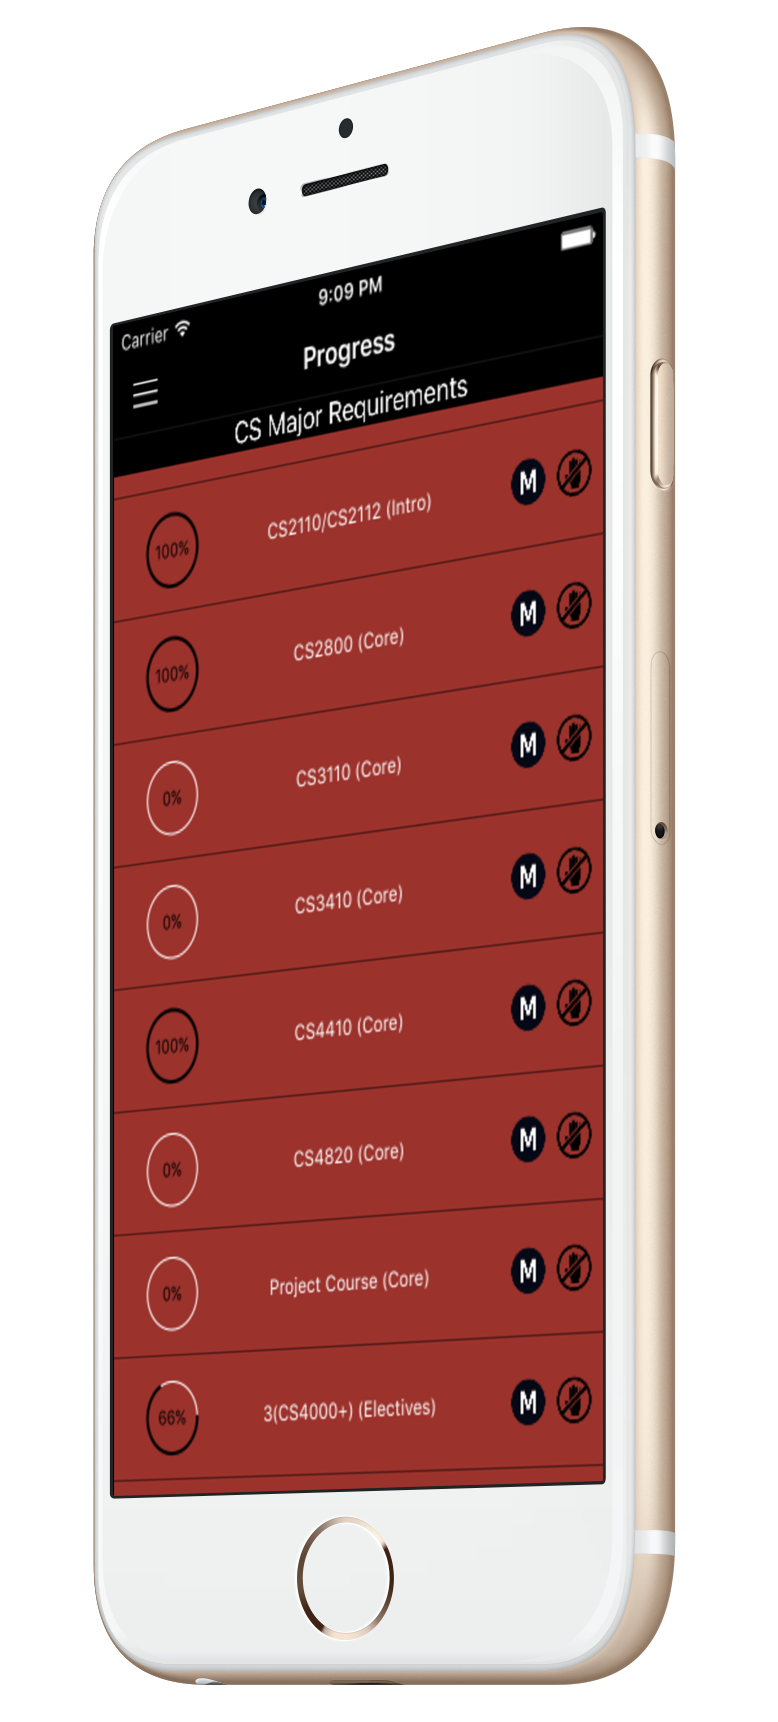 9:09 PM
Carrier
Progress
CS Major Requirements
100% CS2110/CS2112 (Intro) M
100% CS2800 (Core) M
0% CS3110 (Core) M
0% CS3410 (Core) M
100% CS4410 (Core) M
0% CS4820 (Core) M
0% Project Course (Core) M
66% 3(CS4000+) (Electives) M